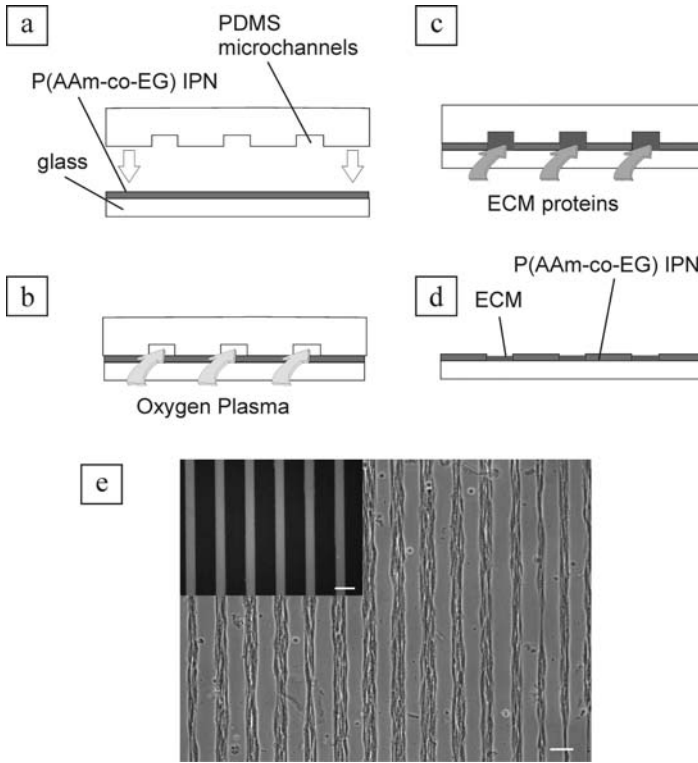 a
PDMS
microchannels
P(AAm-co-EG) IPN
glass
b
Oxygen Plasma
c
ECM proteins
P(AAm-co-EG) IPN
d
ECM
e